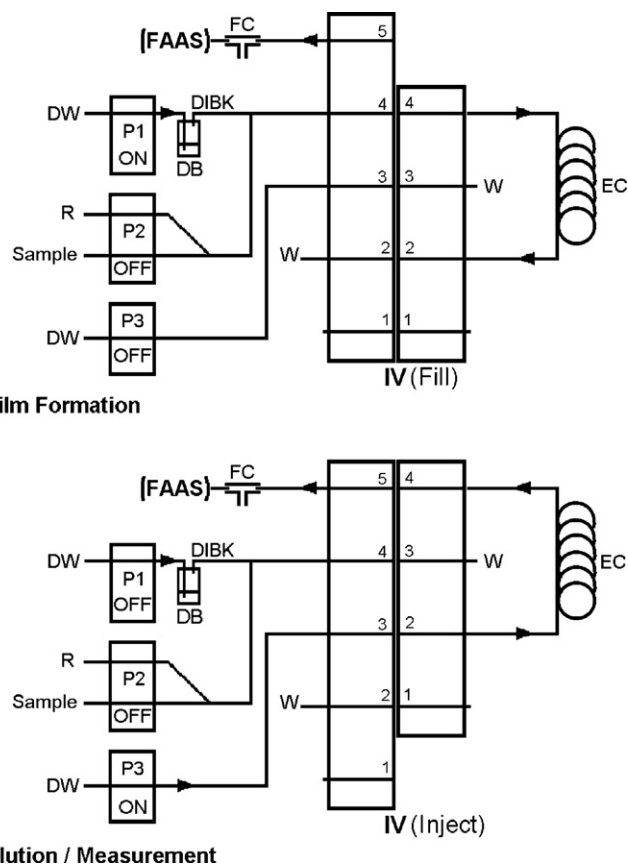 FC
(FAAS)
5
DIBK
4 4
DW
P1
ON
DB
3 3
W
EC
R
P2
Sample
OFF
W
2 2
P3
DW
OFF
1 1
IV (Fill)
ilm Formation
FC
(FAAS)
5 4
DIBK
4 3
W
DW
P1
OFF
DB
EC
3 2
R
P2
Sample
OFF
W
2 1
P3
DW
ON
1
IV (Inject)
lution / Measurement